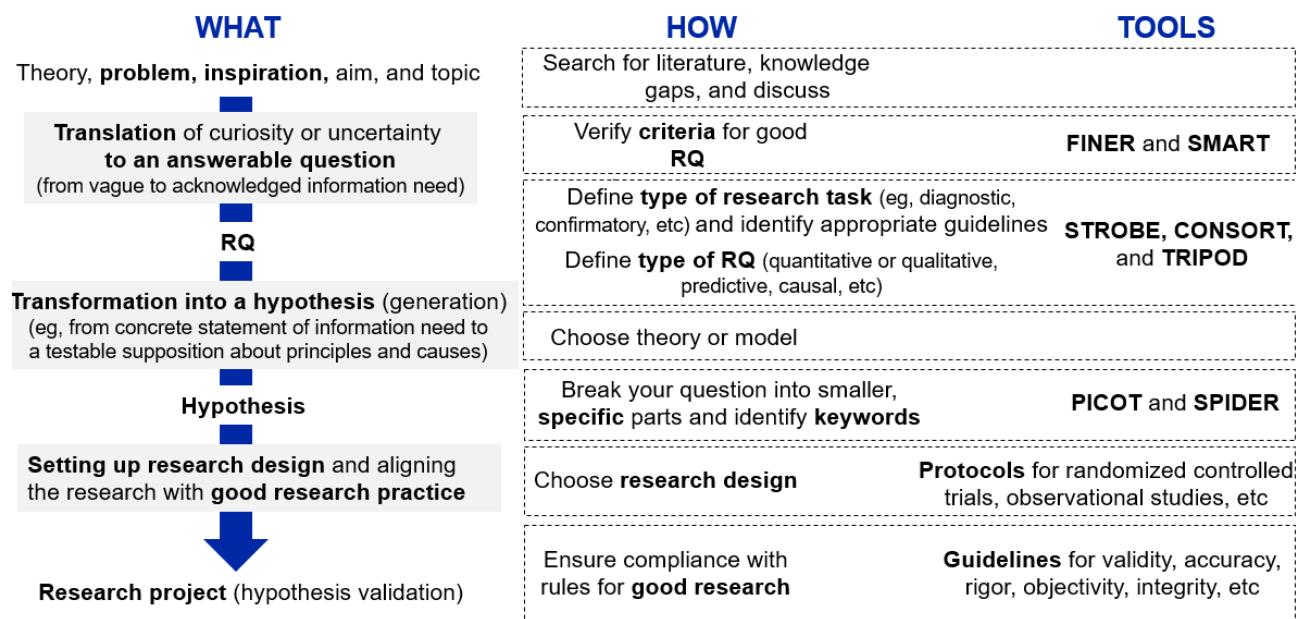 WHAT
HOW
TOOLS
Theory, problem, inspiration, aim, and topic
Search for literature, knowledge
gaps, and discuss
Translation of curiosity or uncertainty
to an answerable question
(from vague to acknowledged information need)
Verify criteria for good
RQ
FINER and SMART
RQ
Define type of research task (eg, diagnostic,
confirmatory, etc) and identify appropriate guidelines
Define type of RQ (quantitative or qualitative,
predictive, causal, etc)
STROBE, CONSORT,
and TRIPOD
Transformation into a hypothesis (generation)
(eg, from concrete statement of information need to
a testable supposition about principles and causes)
Choose theory or model
Hypothesis
Break your question into smaller,
specific parts and identify keywords
PICOT and SPIDER
Setting up research design and aligning
the research with good research practice
Choose research design
Protocols for randomized controlled
trials, observational studies, etc
Research project (hypothesis validation)
Ensure compliance with
rules for good research
Guidelines for validity, accuracy,
rigor, objectivity, integrity, etc